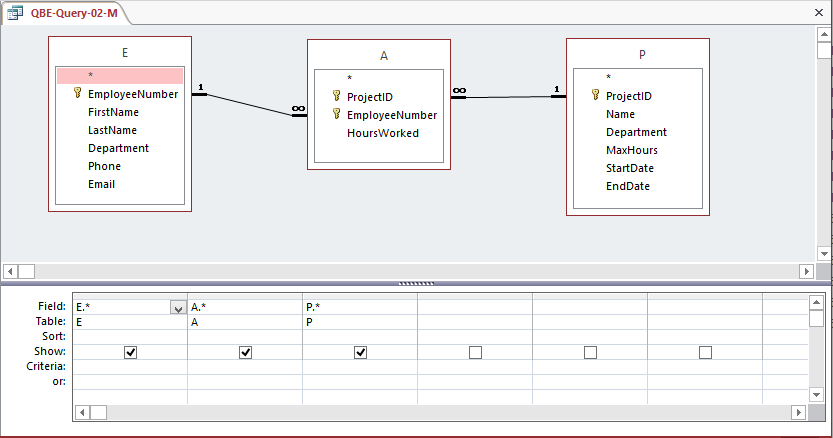 QBE-Query-02-M
E
*
EmployeeNumber
FirstName
LastName
Department
Phone
Email
1
∞
A
*
ProjectID
EmployeeNumber
HoursWorked
∞
1
P
*
ProjectID
Name
Department
MaxHours
StartDate
EndDate
Field: E.* A.* P.*
Table: E A P
Sort:
Show:
Criteria:
or: